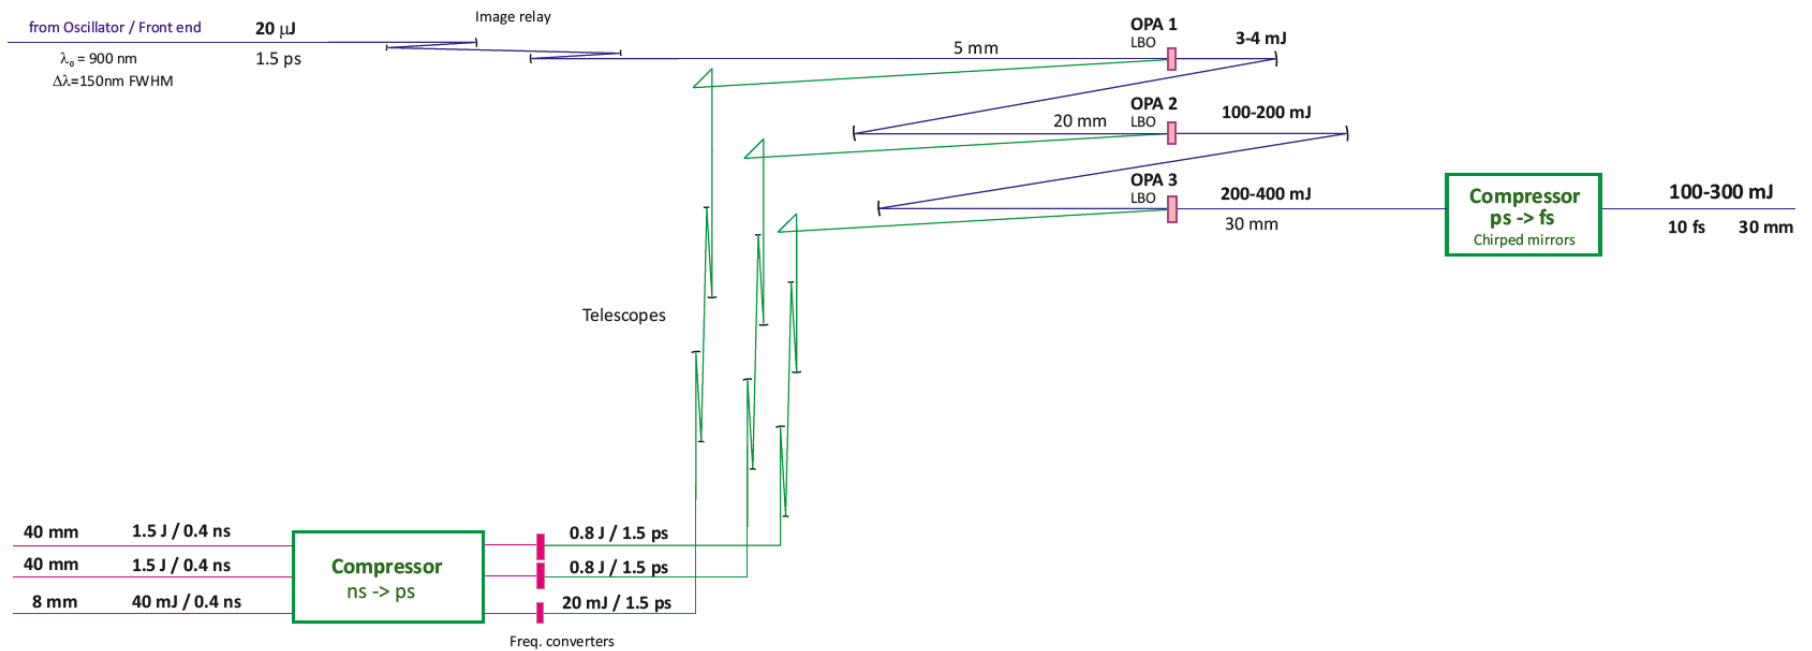 from Oscillator / Front end
20 μJ
Image relay
λ₀ = 900 nm
1.5 ps
Δλ=150nm FWHM
5 mm
OPA 1
LBO
3-4 mJ
OPA 2
LBO
20 mm
100-200 mJ
OPA 3
LBO
200-400 mJ
30 mm
Compressor
ps -> fs
Chirped mirrors
100-300 mJ
10 fs 30 mm
Telescopes
40 mm 1.5 J / 0.4 ns
40 mm 1.5 J / 0.4 ns
8 mm 40 mJ / 0.4 ns
Compressor
ns -> ps
0.8 J / 1.5 ps
0.8 J / 1.5 ps
20 mJ / 1.5 ps
Freq. converters